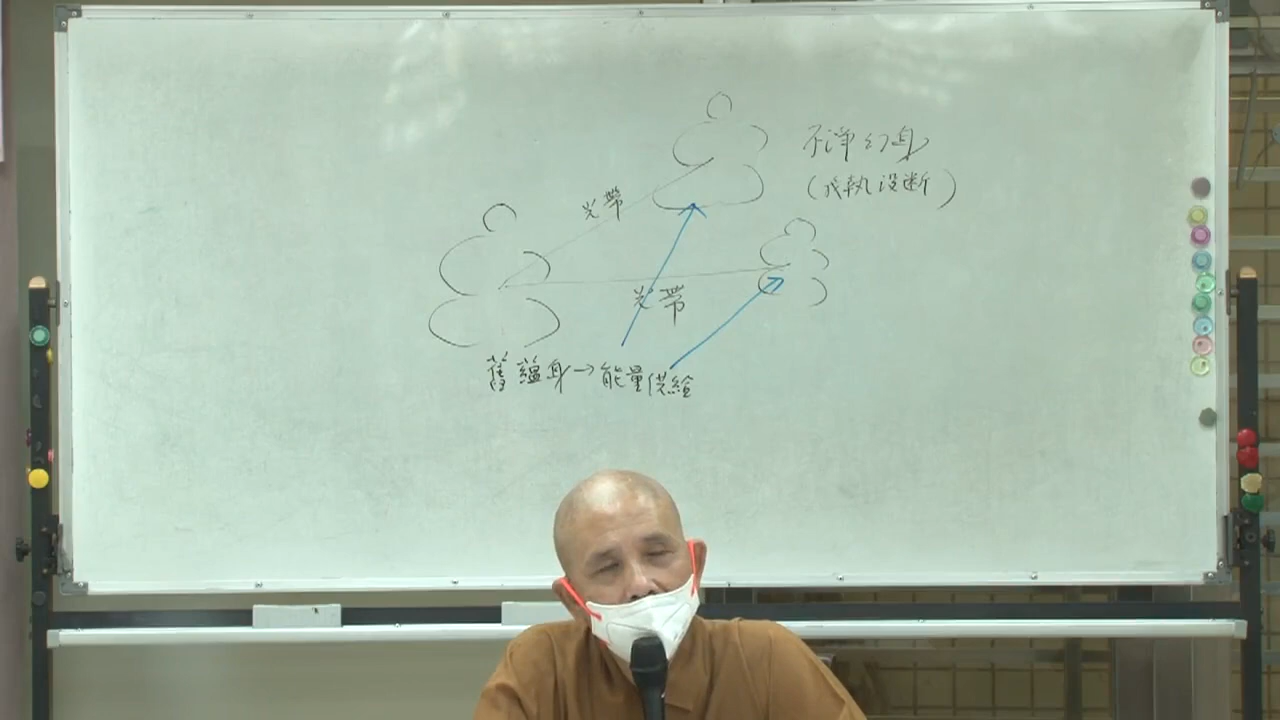 不淨幻身
(我執沒斷)
光帶
光帶
舊蘊身→能量供給